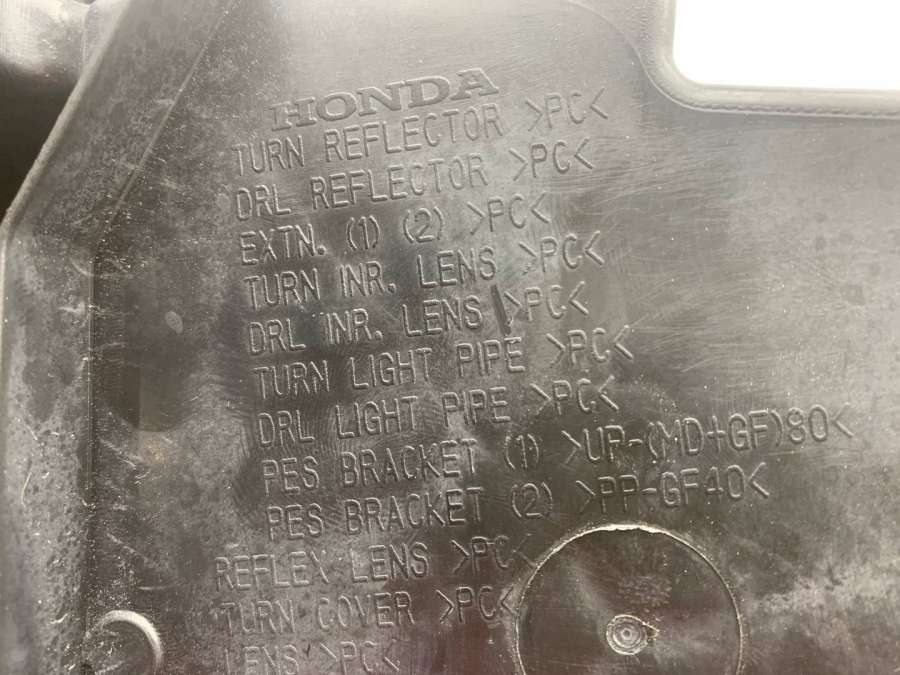 HONDA
TURN REFLECTOR >PC<
DRL REFLECTOR >PC<
EXTN. (1) (2) >PC<
TURN INR. LENS >PC<
DRL INR. LENS >PC<
TURN LIGHT PIPE >PC<
DRL LIGHT PIPE >PC<
PES BRACKET (1) >UP-(MD+GF)80<
PES BRACKET (2) >PP-GF40<
REFLEX LENS >PC<
TURN COVER >PC<
LENS >PC<